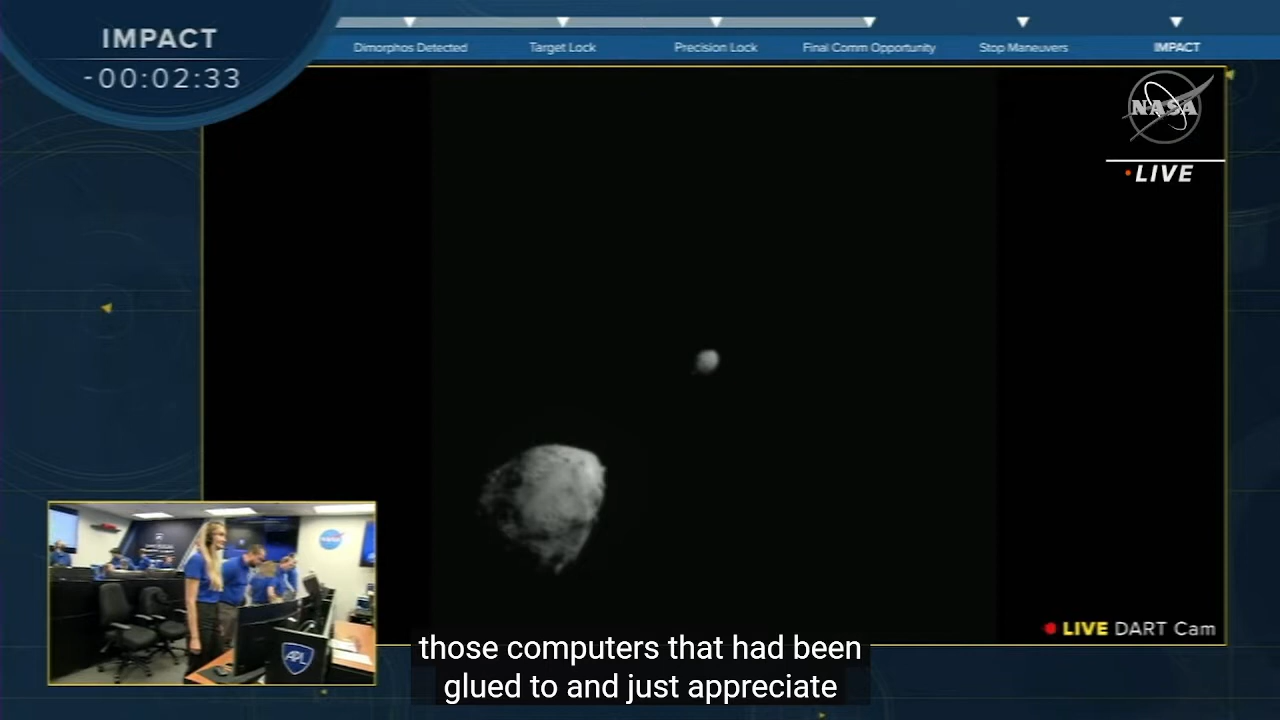 IMPACT
-00:02:33
Dimorphos Detected
Target Lock
Precision Lock
Final Comm Opportunity
Stop Maneuvers
IMPACT
NASA
LIVE
NASA
APL
LIVE DART Cam
those computers that had been
glued to and just appreciate